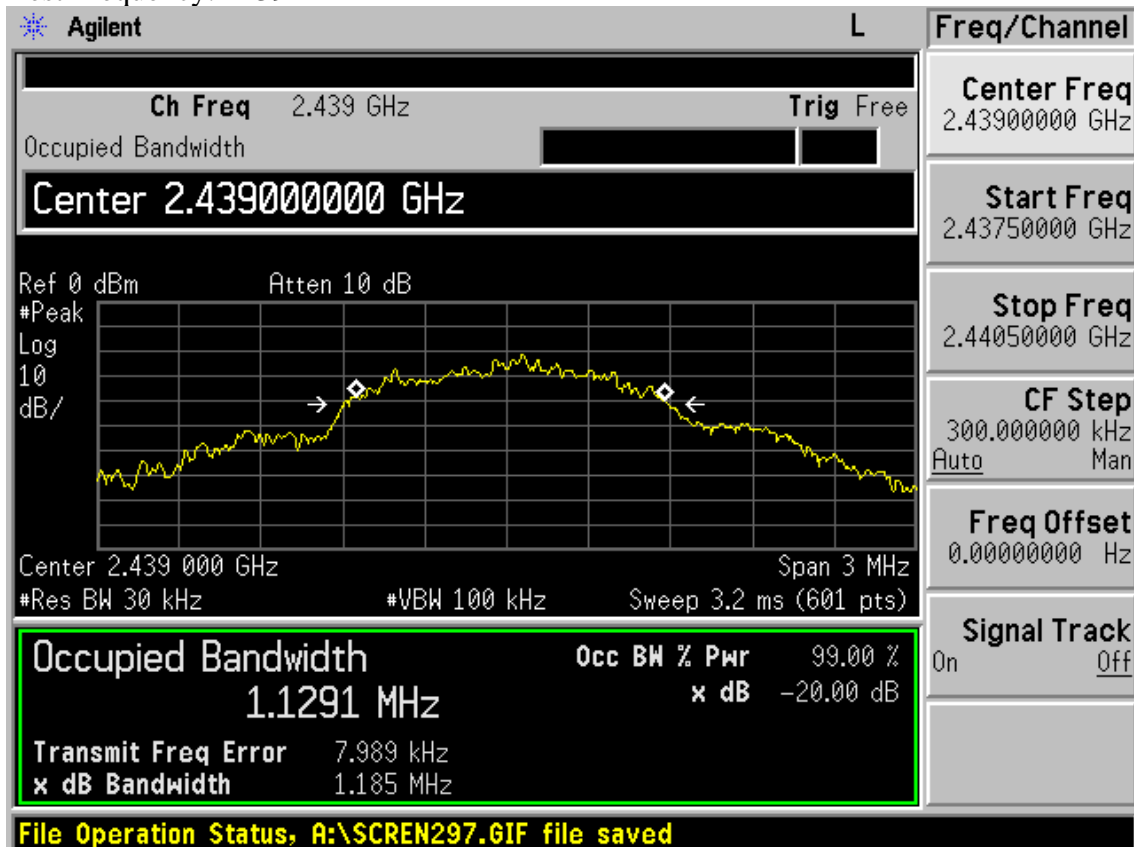 Agilent L
Ch Freq 2.439 GHz Trig Free
Occupied Bandwidth
Center 2.439000000 GHz
Ref 0 dBm Atten 10 dB
#Peak
Log
10
dB/
Center 2.439 000 GHz Span 3 MHz
#Res BW 30 kHz #VBW 100 kHz Sweep 3.2 ms (601 pts)
Occupied Bandwidth Occ BW % Pwr 99.00 %
1.1291 MHz x dB -20.00 dB
Transmit Freq Error 7.989 kHz
x dB Bandwidth 1.185 MHz
File Operation Status, A:\SCREN297.GIF file saved
Freq/Channel
Center Freq
2.43900000 GHz
Start Freq
2.43750000 GHz
Stop Freq
2.44050000 GHz
CF Step
300.000000 kHz
Auto Man
Freq Offset
0.00000000 Hz
Signal Track
On Off